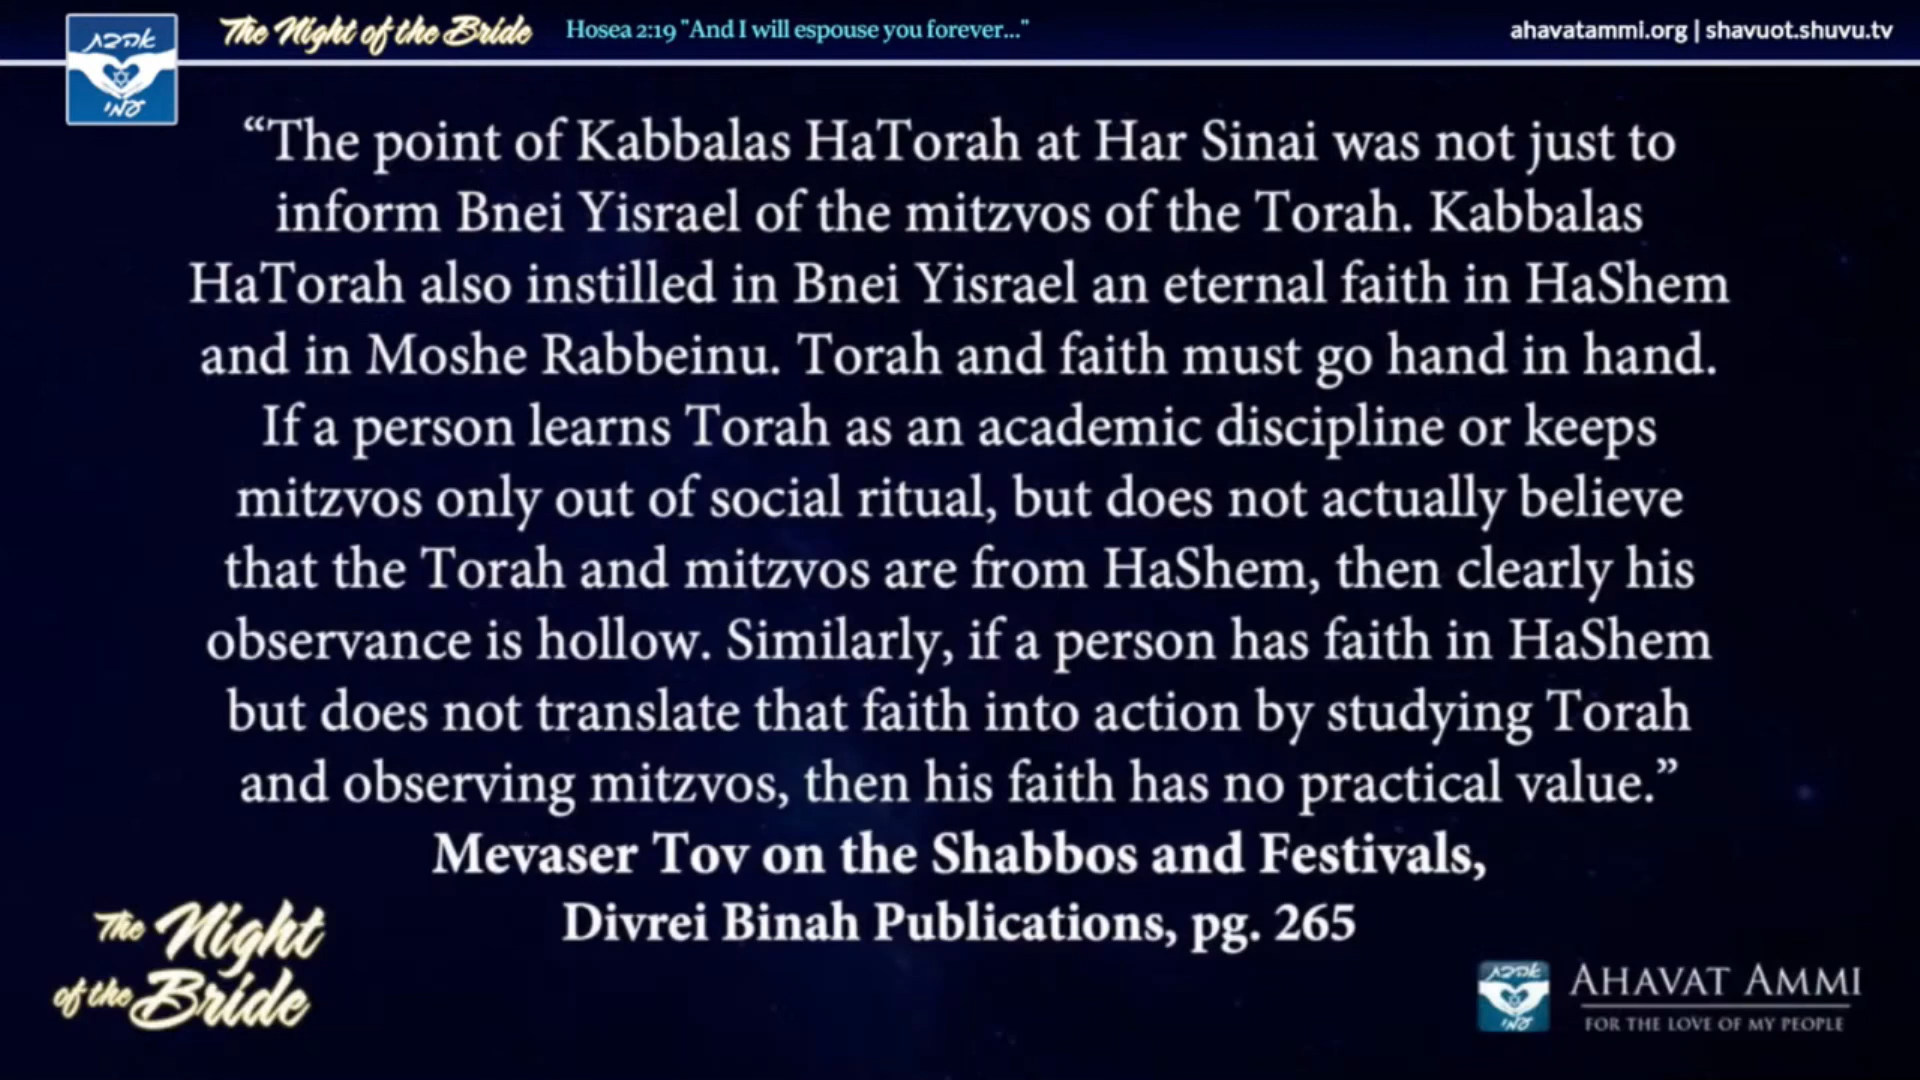 The Night of the Bride
Hosea 2:19 "And I will espouse you forever..."
ahavatammi.org | shavuot.shuvu.tv
אהבת
עמי
“The point of Kabbalas HaTorah at Har Sinai was not just to
inform Bnei Yisrael of the mitzvos of the Torah. Kabbalas
HaTorah also instilled in Bnei Yisrael an eternal faith in HaShem
and in Moshe Rabbeinu. Torah and faith must go hand in hand.
If a person learns Torah as an academic discipline or keeps
mitzvos only out of social ritual, but does not actually believe
that the Torah and mitzvos are from HaShem, then clearly his
observance is hollow. Similarly, if a person has faith in HaShem
but does not translate that faith into action by studying Torah
and observing mitzvos, then his faith has no practical value.”
Mevaser Tov on the Shabbos and Festivals,
Divrei Binah Publications, pg. 265
The Night
of the Bride
אהבת
עמי
AHAVAT AMMI
FOR THE LOVE OF MY PEOPLE